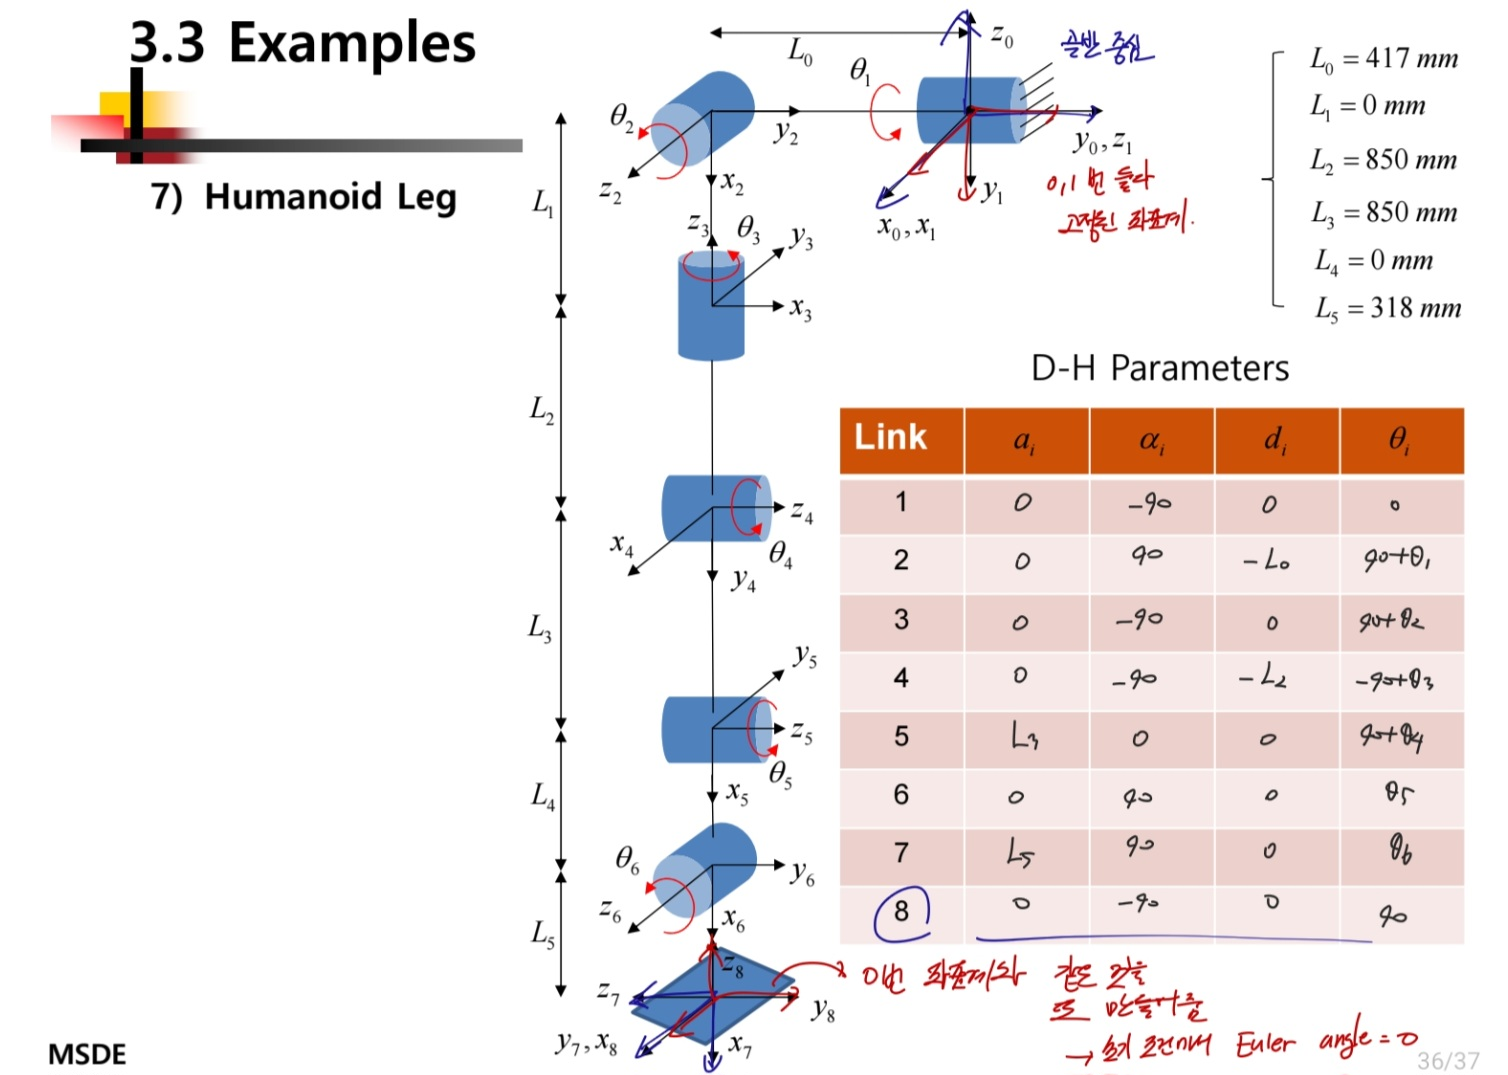 3.3 Examples
7) Humanoid Leg
L₀
z₀
골반 중심
θ₁
θ₂
y₂
y₀, z₁
z₂
x₂
y₁
x₀, x₁
0,1 번 둘다
고정된 좌표계.
L₁
z₃
θ₃
y₃
x₃
L₂
z₄
x₄
θ₄
y₄
L₃
y₅
z₅
θ₅
x₅
L₄
θ₆
y₆
z₆
x₆
L₅
z₈
z₇
y₈
y₇, x₈
x₇
L₀ = 417 mm
L₁ = 0 mm
L₂ = 850 mm
L₃ = 850 mm
L₄ = 0 mm
L₅ = 318 mm
D-H Parameters
Link aᵢ αᵢ dᵢ θᵢ
1 0 -90 0 0
2 0 90 -L₀ 90+θ₁
3 0 -90 0 90+θ₂
4 0 -90 -L₂ -90+θ₃
5 L₃ 0 0 90+θ₄
6 0 90 0 θ₅
7 L₅ 90 0 θ₆
8 0 -90 0 90
0번 좌표계와 같은 것을
또 만들어줌
→ 초기 조건에서 Euler angle = 0
MSDE
36/37